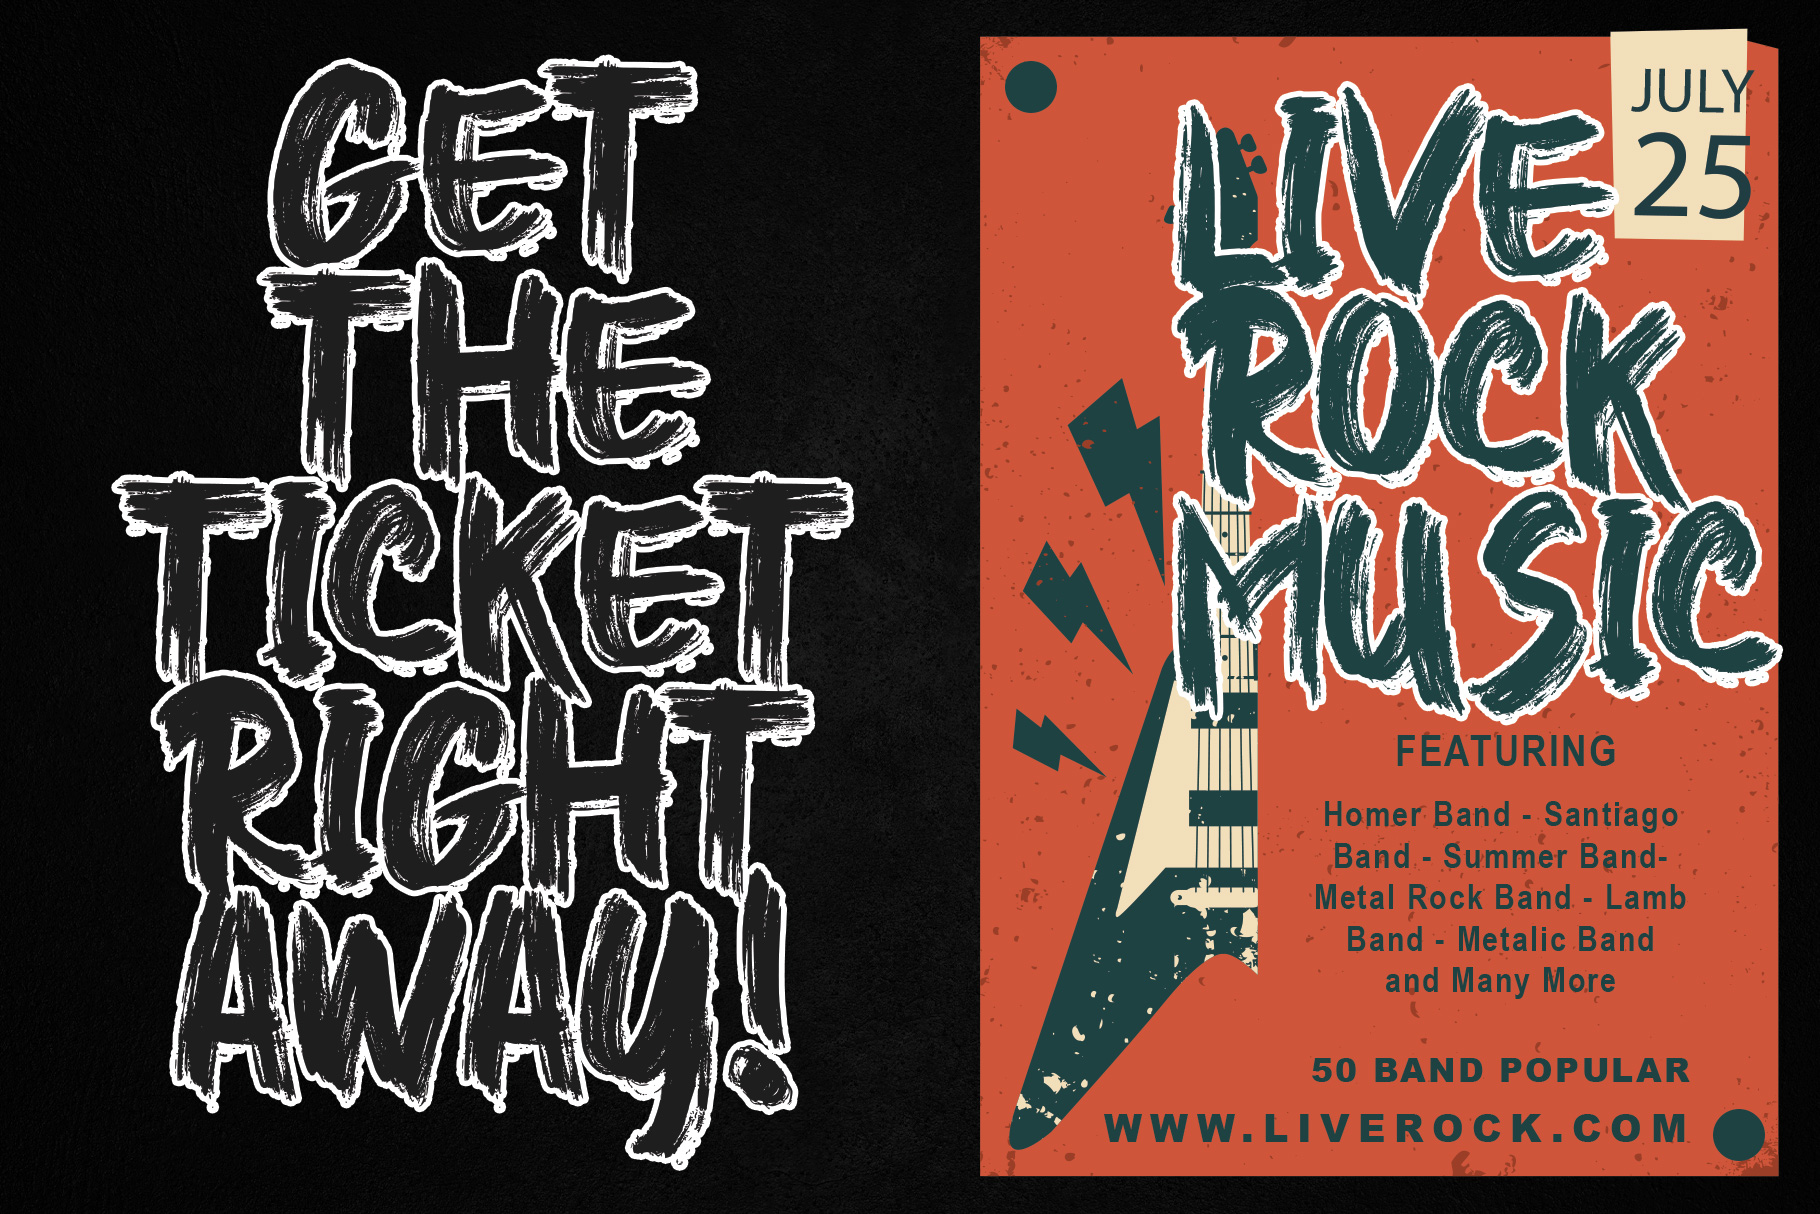 GET
THE
TICKET
RIGHT
AWAY!
JULY
25
LIVE
ROCK
MUSIC
FEATURING
Homer Band - Santiago
Band - Summer Band-
Metal Rock Band - Lamb
Band - Metalic Band
and Many More
50 BAND POPULAR
WWW.LIVEROCK.COM